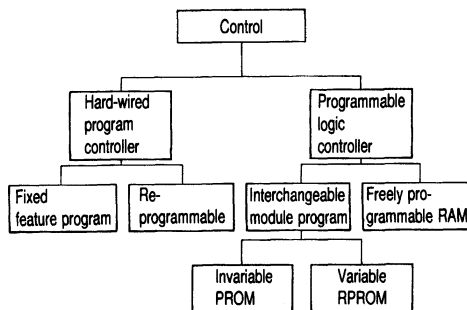 Control
Hard-wired
program
controller
Programmable
logic
controller
Fixed
feature program
Re-
programmable
Interchangeable
module program
Freely pro-
grammable RAM
Invariable
PROM
Variable
RPROM